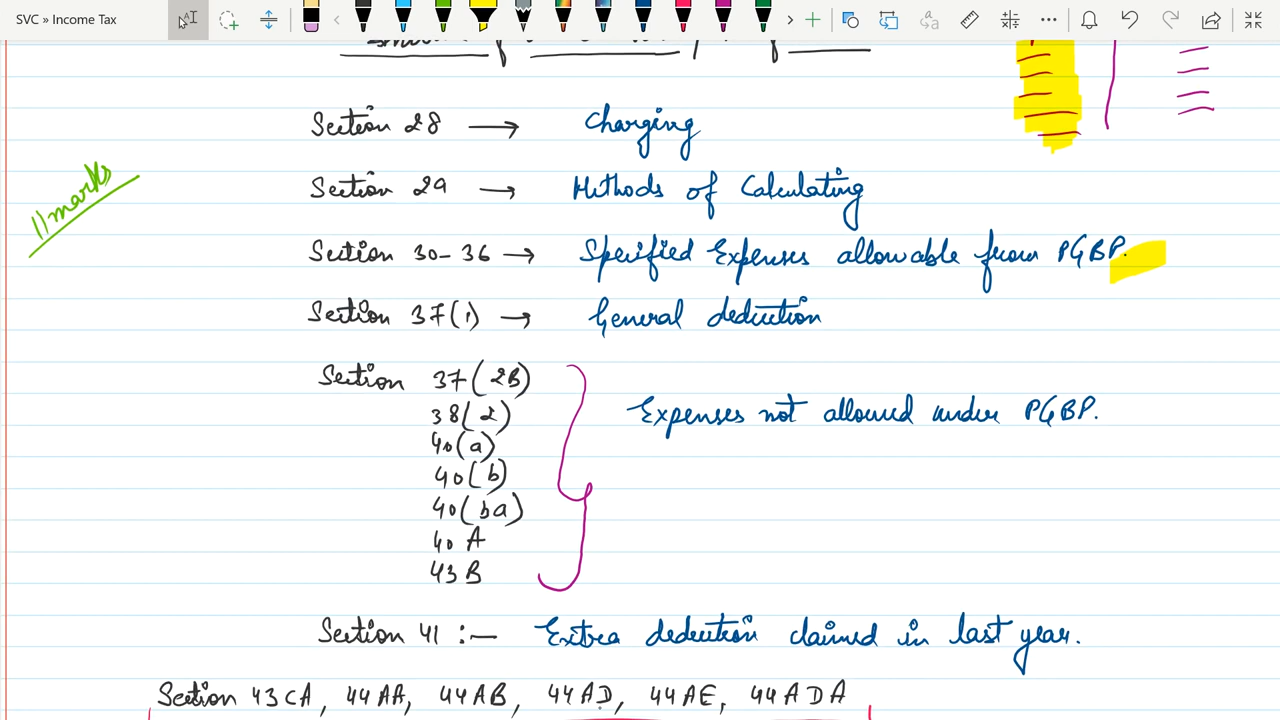 SVC » Income Tax
Section 28 → Charging
11 marks
Section 29 → Methods of Calculating
Section 30-36 → Specified Expenses allowable from PGBP.
Section 37(1) → General deduction
Section 37(2B)
38(2)
40(a)
Expenses not allowed under PGBP.
40(b)
40(ba)
40 A
43B
Section 41 :- Extra deduction claimed in last year.
Section 43CA, 44AA, 44AB, 44AD, 44AE, 44ADA